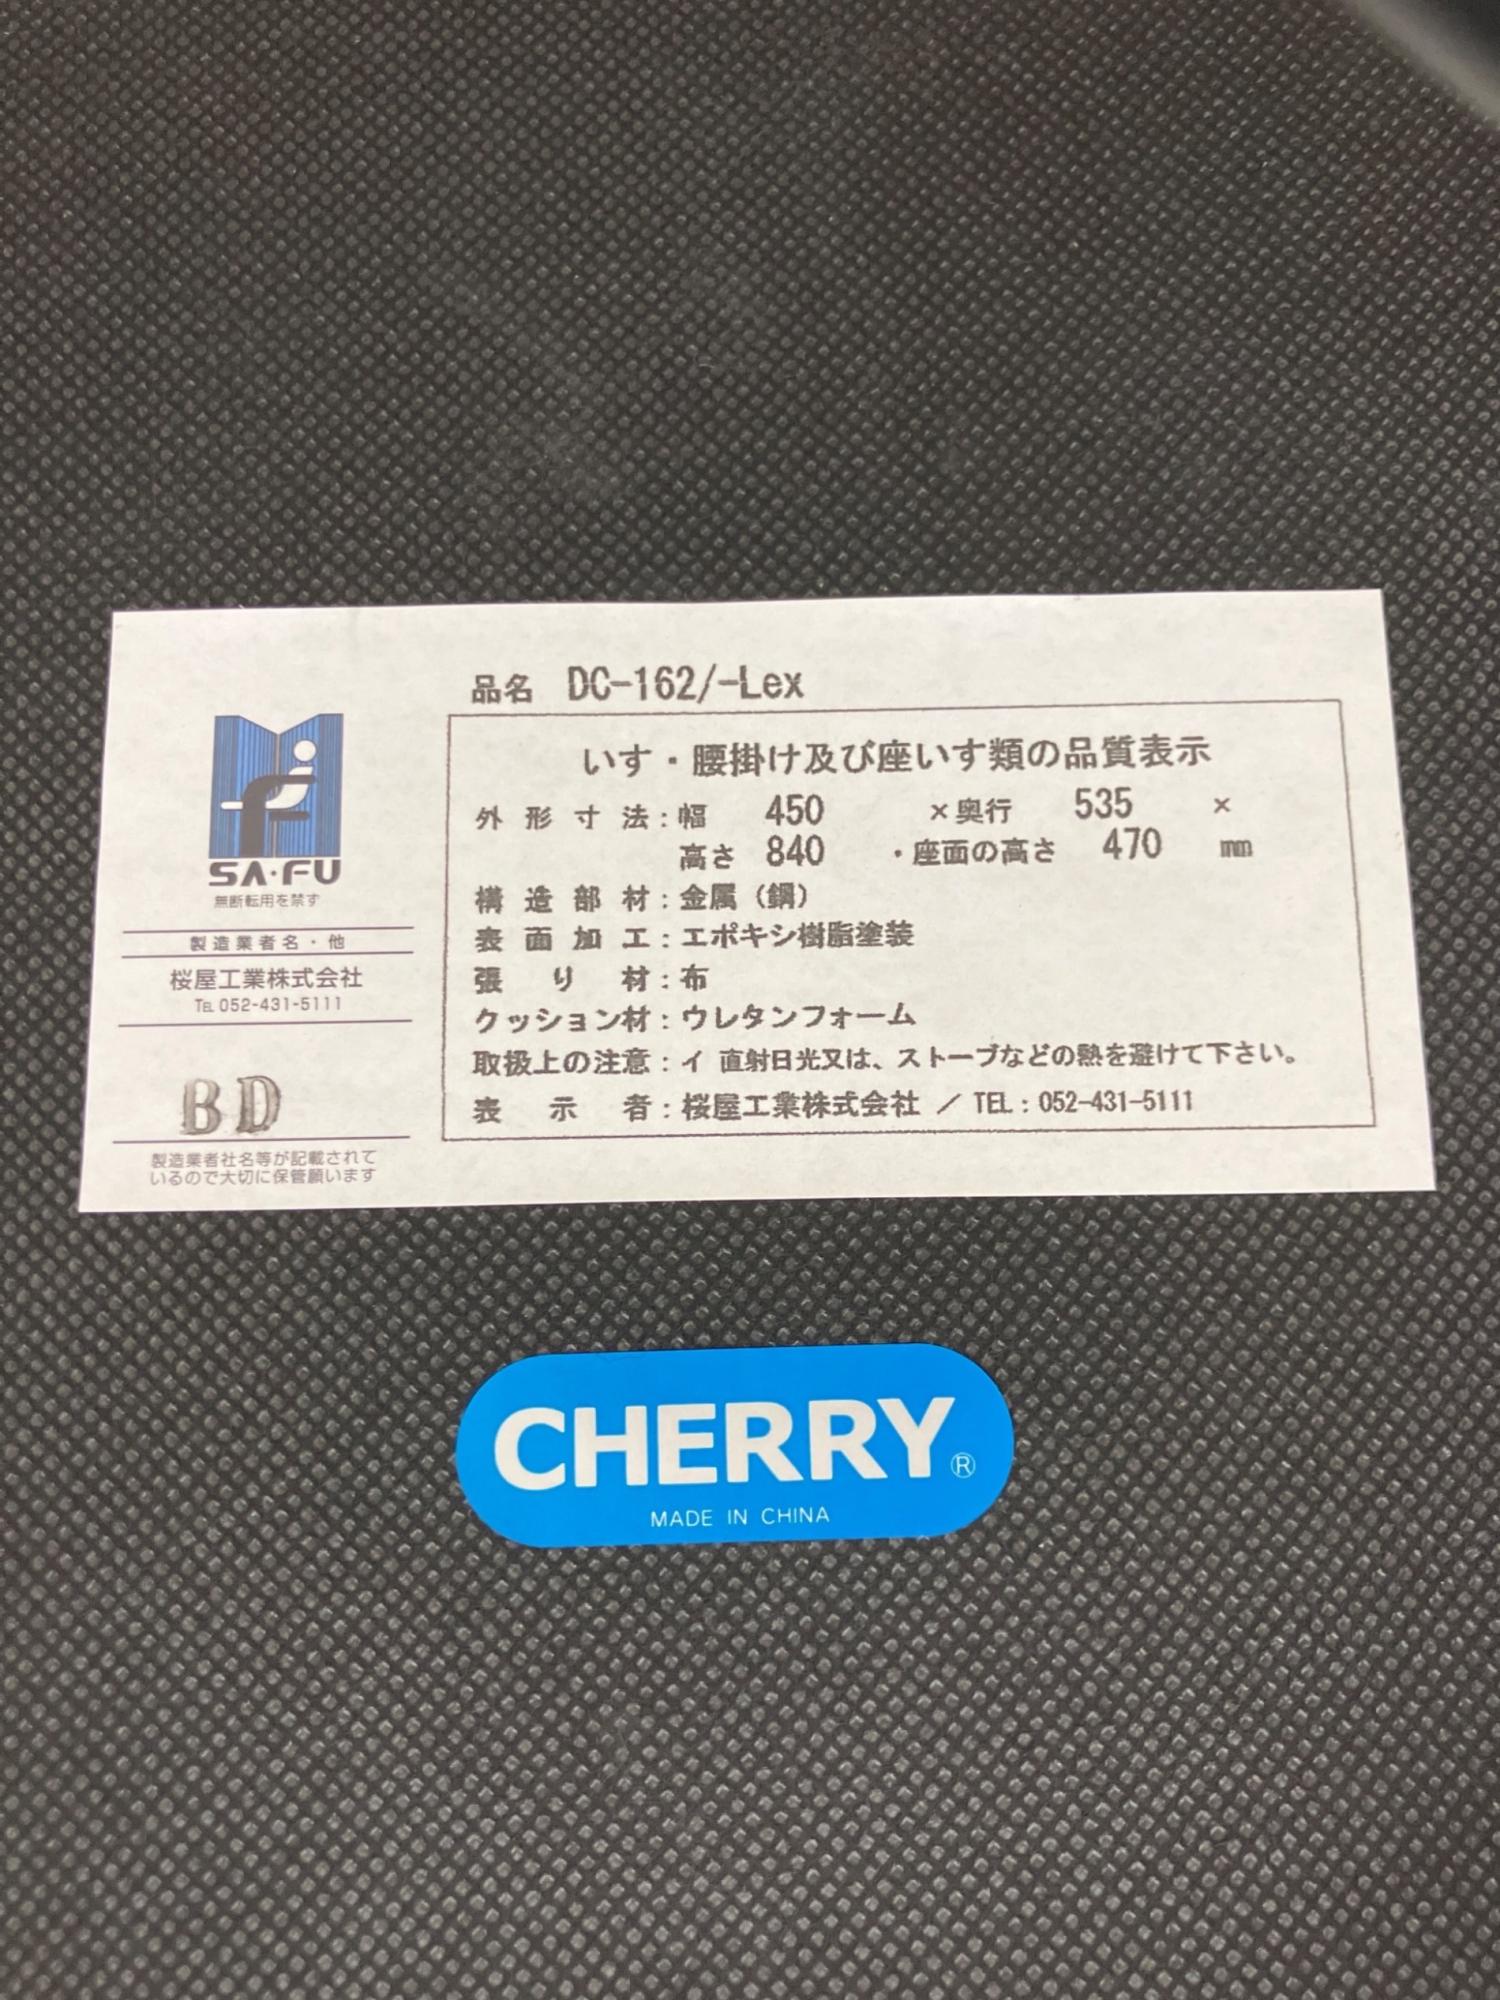 品名 DC-162/-Lex
いす・腰掛け及び座いす類の品質表示
外形寸法：幅 450 ×奥行 535 ×
高さ 840 ・座面の高さ 470 mm
構造部材：金属（鋼）
表面加工：エポキシ樹脂塗装
張り材：布
クッション材：ウレタンフォーム
取扱上の注意：イ 直射日光又は、ストーブなどの熱を避けて下さい。
表示者：桜屋工業株式会社 ／ TEL：052-431-5111
SA・FU
無断転用を禁ず
製造業者名・他
桜屋工業株式会社
TEL 052-431-5111
BD
製造業者社名等が記載されて
いるので大切に保管願います
CHERRY®
MADE IN CHINA